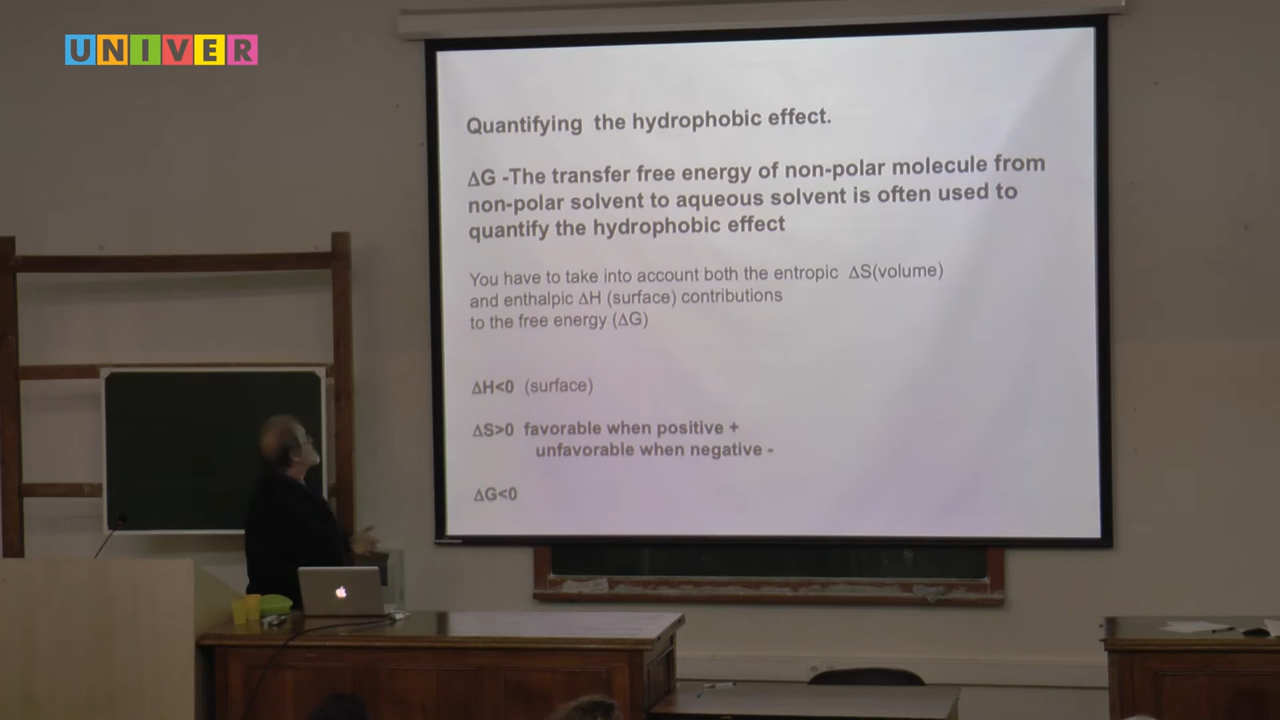 UNIVER
Quantifying the hydrophobic effect.
ΔG -The transfer free energy of non-polar molecule from
non-polar solvent to aqueous solvent is often used to
quantify the hydrophobic effect
You have to take into account both the entropic ΔS(volume)
and enthalpic ΔH (surface) contributions
to the free energy (ΔG)
ΔH<0 (surface)
ΔS>0 favorable when positive +
unfavorable when negative -
ΔG<0